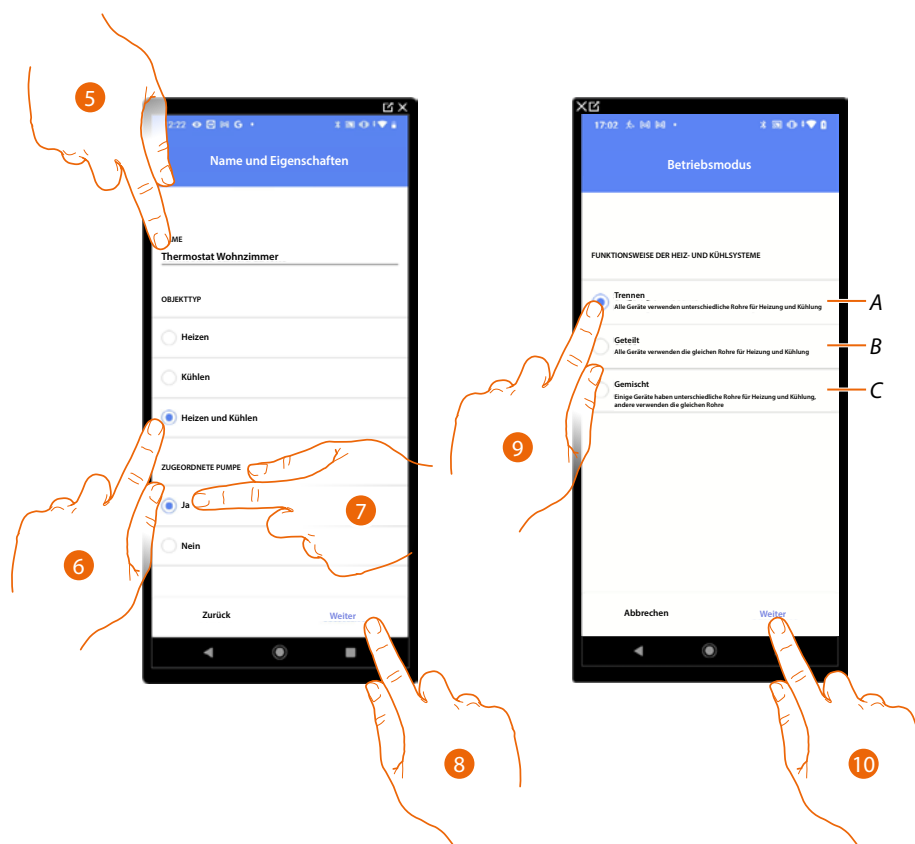 5
2:22
G
Name und Eigenschaften
ME
Thermostat Wohnzimmer
OBJEKTTYP
Heizen
Kühlen
Heizen und Kühlen
ZUGEORDNETE PUMPE
Ja
7
Nein
6
Zurück
Weiter
8
17:02
Betriebsmodus
FUNKTIONSWEISE DER HEIZ- UND KÜHLSYSTEME
Trennen
Alle Geräte verwenden unterschiedliche Rohre für Heizung und Kühlung
A
Geteilt
Alle Geräte verwenden die gleichen Rohre für Heizung und Kühlung
B
Gemischt
Einige Geräte haben unterschiedliche Rohre für Heizung und Kühlung,
andere verwenden die gleichen Rohre
C
9
Abbrechen
Weiter
10